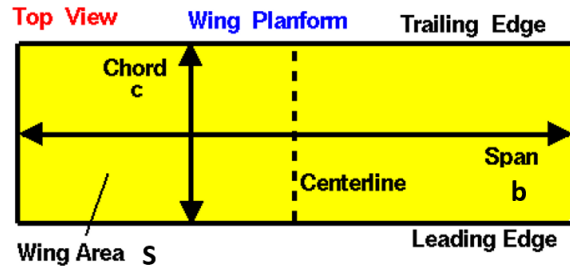 Top View
Wing Planform
Trailing Edge
Chord
c
Span
b
Centerline
Wing Area S
Leading Edge